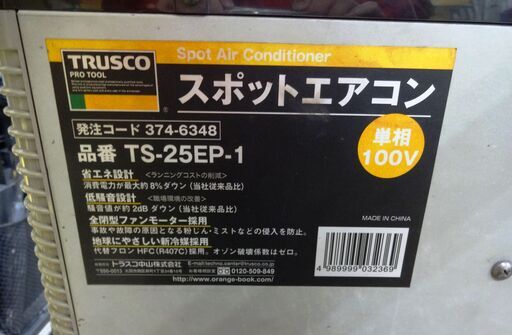 TRUSCO
PRO TOOL
Spot Air Conditioner
スポットエアコン
発注コード 374-6348
品番 TS-25EP-1
単相
100V
省エネ設計 <ランニングコストの削減>
消費電力が最大約8%ダウン(当社従来品比)
低騒音設計 <職場環境の改善>
騒音値が約2dBダウン(当社従来品比)
全閉型ファンモーター採用
事故や故障の原因となる粉じん・ミストなどの侵入を防止。
地球にやさしい新冷媒採用
代替フロンHFC(R407C)採用。オゾン破壊係数はゼロ。
MADE IN CHINA
トラスコ中山株式会社
E-mail:techno.center@trusco.co.jp
0120-509-849
http://www.orange-book.com/
4 989999 032369